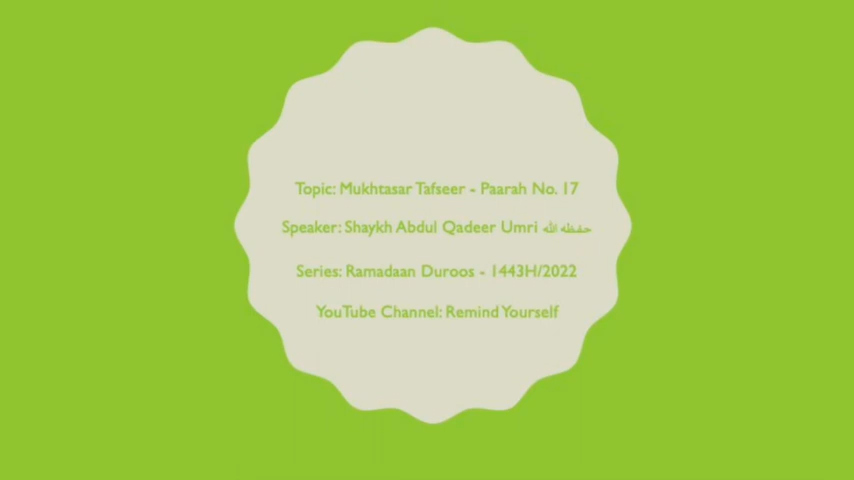 Topic: Mukhtasar Tafseer - Paarah No. 17
Speaker: Shaykh Abdul Qadeer Umri حفظه الله
Series: Ramadaan Duroos - 1443H/2022
YouTube Channel: Remind Yourself